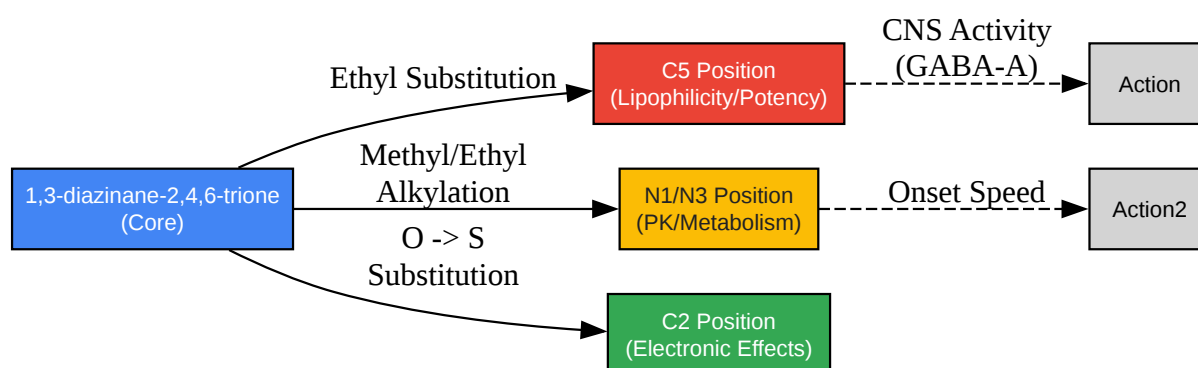 CNS Activity
(GABA-A)
Ethyl Substitution
C5 Position
(Lipophilicity/Potency)
Action
1,3-diazinane-2,4,6-trione
(Core)
Methyl/Ethyl
Alkylation
N1/N3 Position
(PK/Metabolism)
Onset Speed
Action2
O -> S
Substitution
C2 Position
(Electronic Effects)